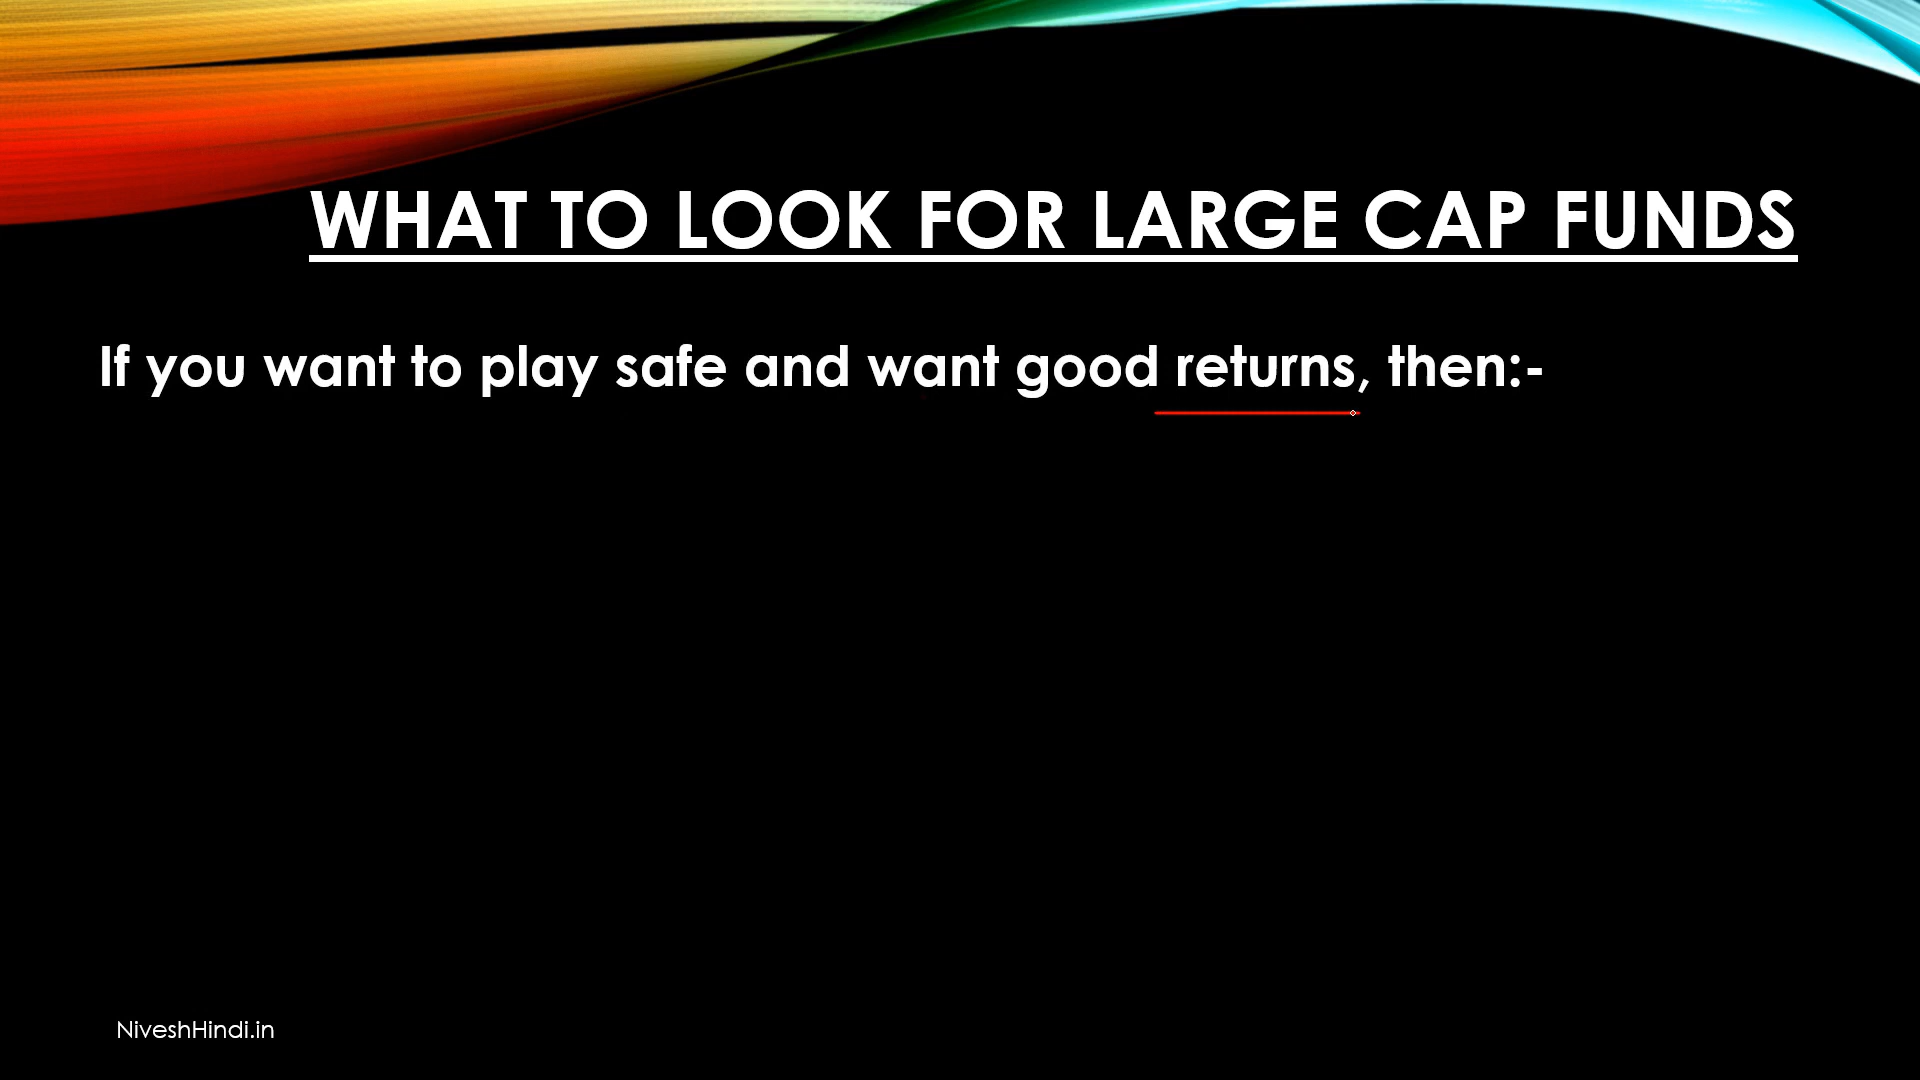 WHAT TO LOOK FOR LARGE CAP FUNDS
If you want to play safe and want good returns, then:-
NiveshHindi.in